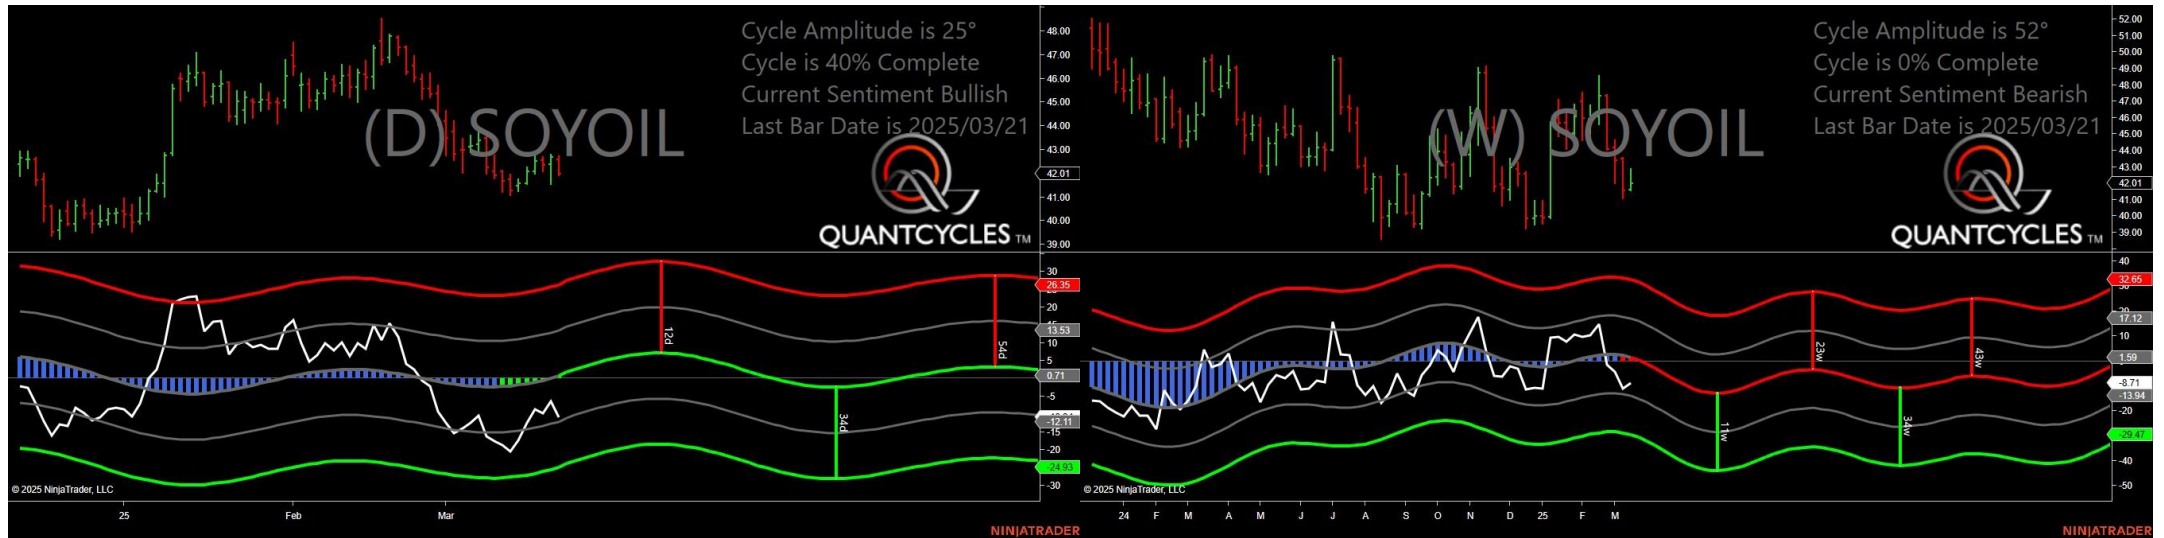 Cycle Amplitude is 25°
Cycle is 40% Complete
Current Sentiment Bullish
Last Bar Date is 2025/03/21
(D) SOYOIL
QUANTCYCLES TM
48.00
47.00
46.00
45.00
44.00
43.00
42.01
41.00
40.00
39.00
30
26.35
20
13.53
10
5
0.71
-5
-12.11
-15
-20
-24.93
-30
12d
34d
54d
© 2025 NinjaTrader, LLC
25 Feb Mar
NINJATRADER
Cycle Amplitude is 52°
Cycle is 0% Complete
Current Sentiment Bearish
Last Bar Date is 2025/03/21
(W) SOYOIL
QUANTCYCLES TM
52.00
51.00
50.00
49.00
48.00
47.00
46.00
45.00
44.00
43.00
42.01
41.00
40.00
39.00
40
32.65
17.12
10
1.59
-8.71
-13.94
-20
-29.47
-40
-50
11w
23w
34w
43w
© 2025 NinjaTrader, LLC
24 F M A M J J A S O N D 25 F M
NINJATRADER